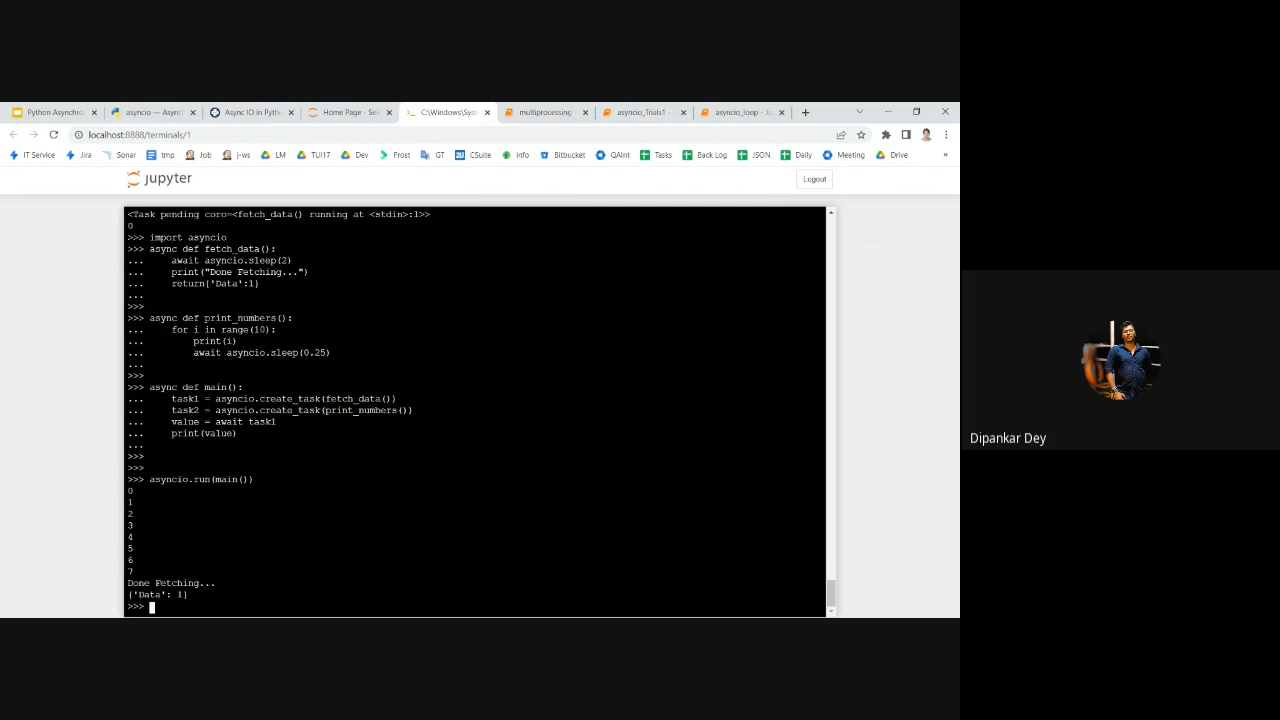 Python Asynchro
asyncio — Async
Async IO in Pyth
Home Page - Sel
C:\Windows\Syst
multiprocessing
asyncio_Trials1 -
asyncio_loop - Ju
localhost:8888/terminals/1
IT Service
Jira
Sonar
tmp
Job
j-ws
LM
TUI17
Dev
Frost
GT
CSuite
info
Bitbucket
QAInt
Tasks
Back Log
JSON
Daily
Meeting
Drive
»
jupyter
Logout
<Task pending coro=<fetch_data() running at <stdin>:1>>
0
>>> import asyncio
>>> async def fetch_data():
...     await asyncio.sleep(2)
...     print("Done Fetching...")
...     return{'Data':1}
...
>>>
>>> async def print_numbers():
...     for i in range(10):
...         print(i)
...         await asyncio.sleep(0.25)
...
>>>
>>> async def main():
...     task1 = asyncio.create_task(fetch_data())
...     task2 = asyncio.create_task(print_numbers())
...     value = await task1
...     print(value)
...
>>>
>>>
>>> asyncio.run(main())
0
1
2
3
4
5
6
7
Done Fetching...
{'Data': 1}
>>>
Dipankar Dey